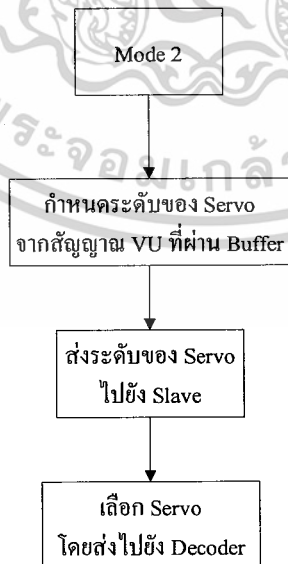 Mode 2
กำหนดระดับของ Servo
จากสัญญาณ VU ที่ผ่าน Buffer
ส่งระดับของ Servo
ไปยัง Slave
เลือก Servo
โดยส่งไปยัง Decoder